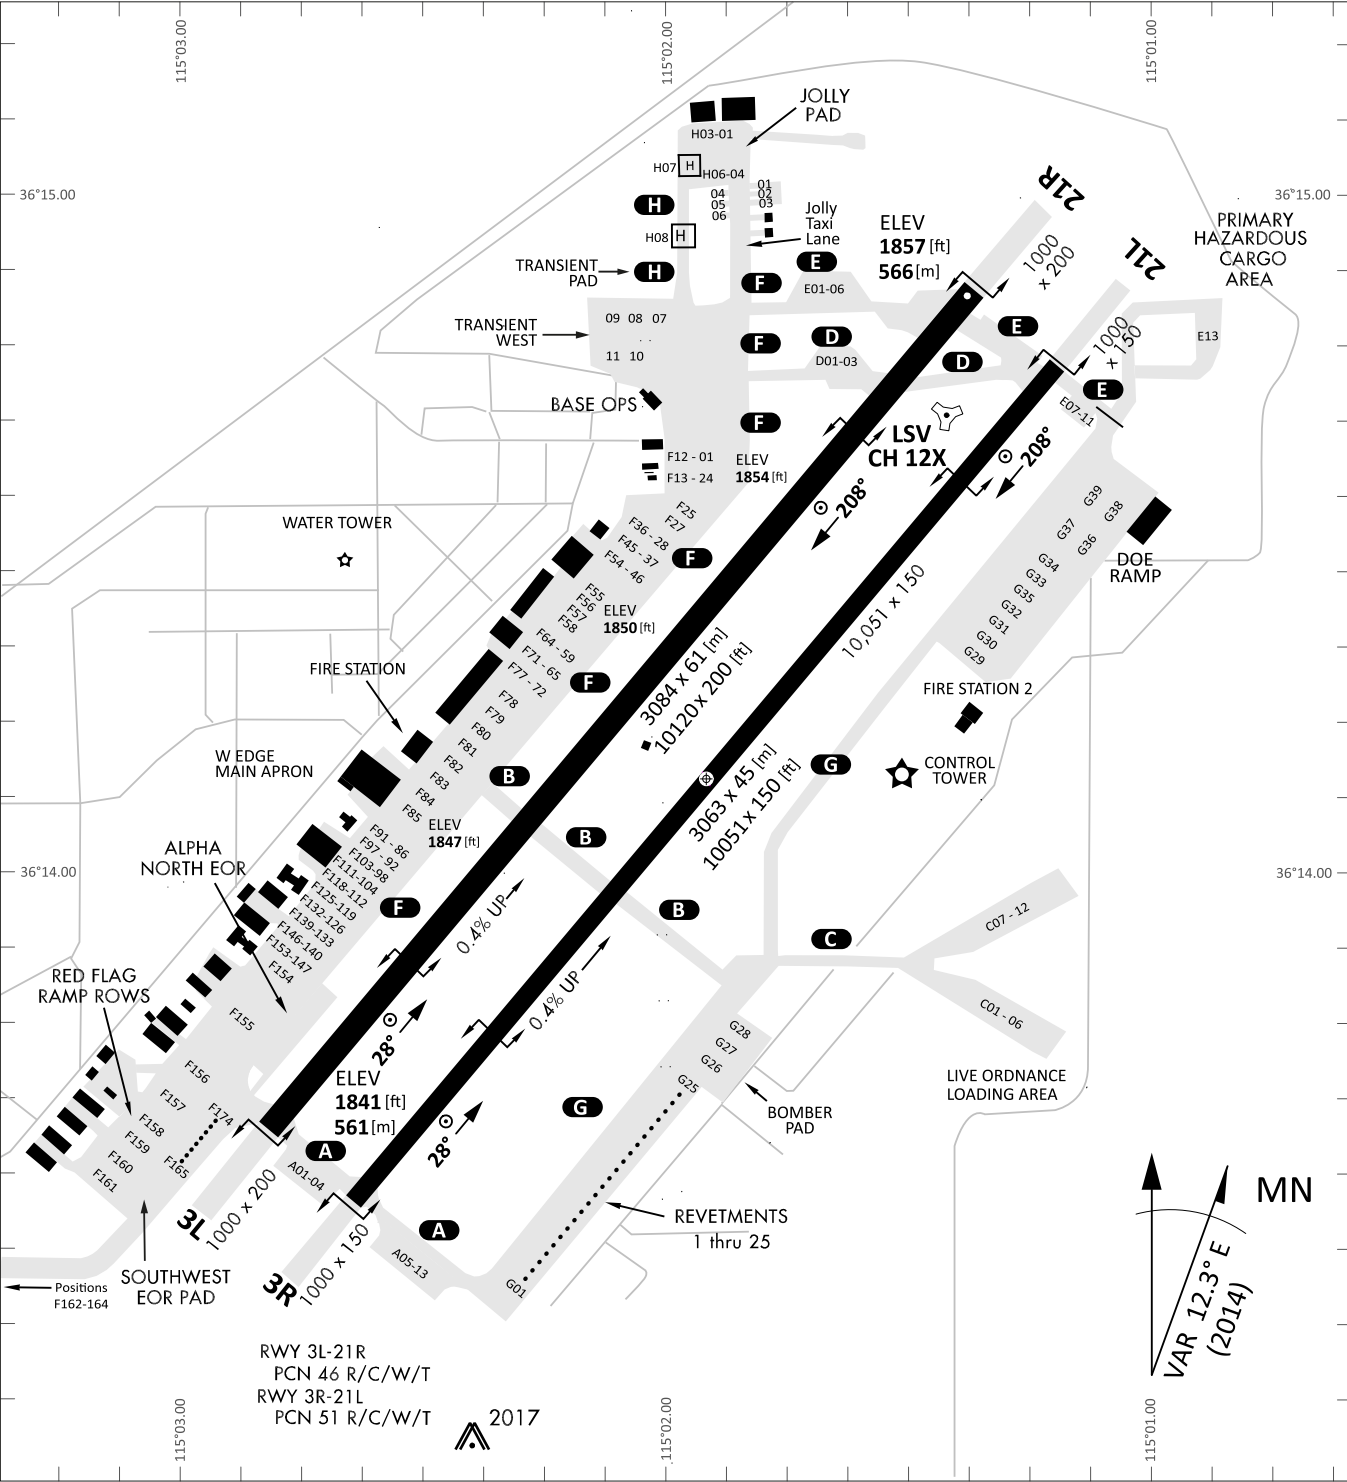 115°03.00
115°02.00
115°01.00
JOLLY
PAD
H03-01
H07
H
H06-04
36°15.00
36°15.00
01
04
02
05
03
06
H
H08
H
Jolly
Taxi
Lane
21R
ELEV
1857 [ft]
566 [m]
1000
x 200
21L
PRIMARY
HAZARDOUS
CARGO
AREA
TRANSIENT
PAD
H
E
F
E01-06
TRANSIENT
WEST
09 08 07
11 10
F
D
D01-03
D
E
1000
x 150
E13
E
E07-11
BASE OPS
F
F12 - 01
F13 - 24
ELEV
1854 [ft]
LSV
CH 12X
208°
208°
WATER TOWER
F25
F27
F36 - 28
F45 - 37
F54 - 46
F
F55
F56
F57
F58
ELEV
1850 [ft]
F64 - 59
F71 - 65
F77 - 72
F
F78
F79
F80
F81
F82
F83
F84
F85
G39
G38
G37
G36
G34
G33
G35
G32
G31
G30
G29
DOE
RAMP
10,051 x 150
3084 x 61 [m]
10120x 200 [ft]
3063 x 45 [m]
10051x 150 [ft]
FIRE STATION
FIRE STATION 2
CONTROL
TOWER
W EDGE
MAIN APRON
B
G
ELEV
1847 [ft]
B
ALPHA
NORTH EOR
F91 - 86
F97 - 92
F103-98
F111-104
F118-112
F125-119
F132-126
F139-133
F146-140
F153-147
F154
36°14.00
36°14.00
F
B
C
C07 - 12
C01 - 06
0.4% UP
0.4% UP
RED FLAG
RAMP ROWS
F155
F156
F157
F158
F159
F160
F161
F174
F165
28°
28°
ELEV
1841 [ft]
561 [m]
G28
G27
G26
G25
G
BOMBER
PAD
LIVE ORDNANCE
LOADING AREA
A
A01-04
3L
1000 x 200
A
A05-13
3R
1000 x 150
G01
REVETMENTS
1 thru 25
SOUTHWEST
EOR PAD
Positions
F162-164
MN
VAR 12.3° E
(2014)
RWY 3L-21R
PCN 46 R/C/W/T
RWY 3R-21L
PCN 51 R/C/W/T
2017
115°03.00
115°02.00
115°01.00